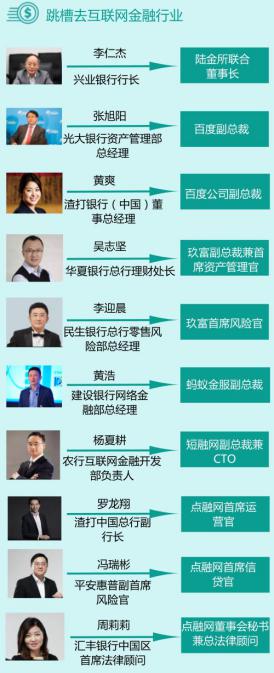 跳槽去互联网金融行业
李仁杰
兴业银行行长
陆金所联合
董事长
张旭阳
光大银行资产管理部
总经理
百度副总裁
黄爽
渣打银行（中国）董
事总经理
百度公司副总裁
吴志坚
华夏银行总行理财处长
玖富副总裁兼首
席资产管理官
李迎晨
民生银行总行零售风
险部总经理
玖富首席风险官
黄浩
建设银行网络金
融部总经理
蚂蚁金服副总裁
杨夏耕
农行互联网金融开发
部负责人
短融网副总裁兼
CTO
罗龙翔
渣打中国总行副
行长
点融网首席运
营官
冯瑞彬
平安惠普副首席
风险官
点融网首席信
贷官
周莉莉
汇丰银行中国区
首席法律顾问
点融网董事会秘书
兼总法律顾问